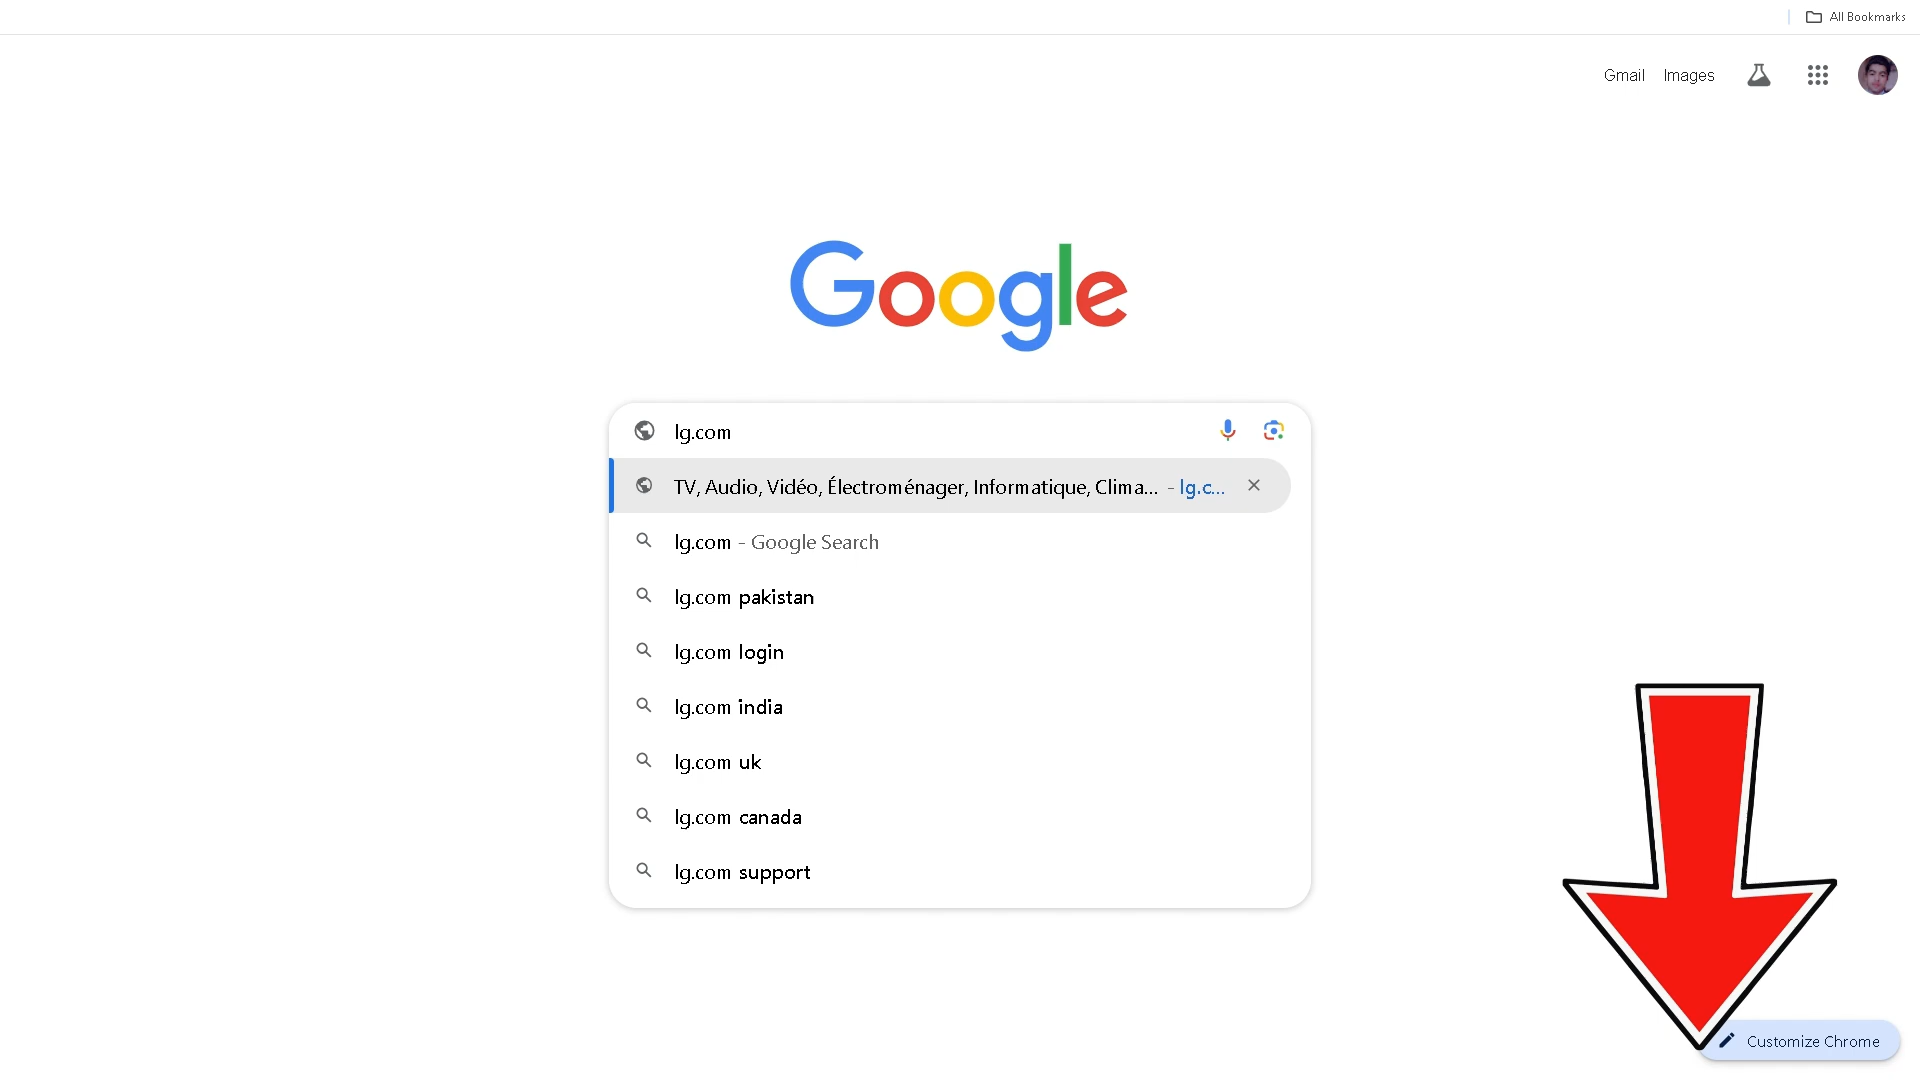 All Bookmarks
Gmail Images
Google
lg.com
TV, Audio, Vidéo, Électroménager, Informatique, Clima... - lg.c...
lg.com - Google Search
lg.com pakistan
lg.com login
lg.com india
lg.com uk
lg.com canada
lg.com support
Customize Chrome